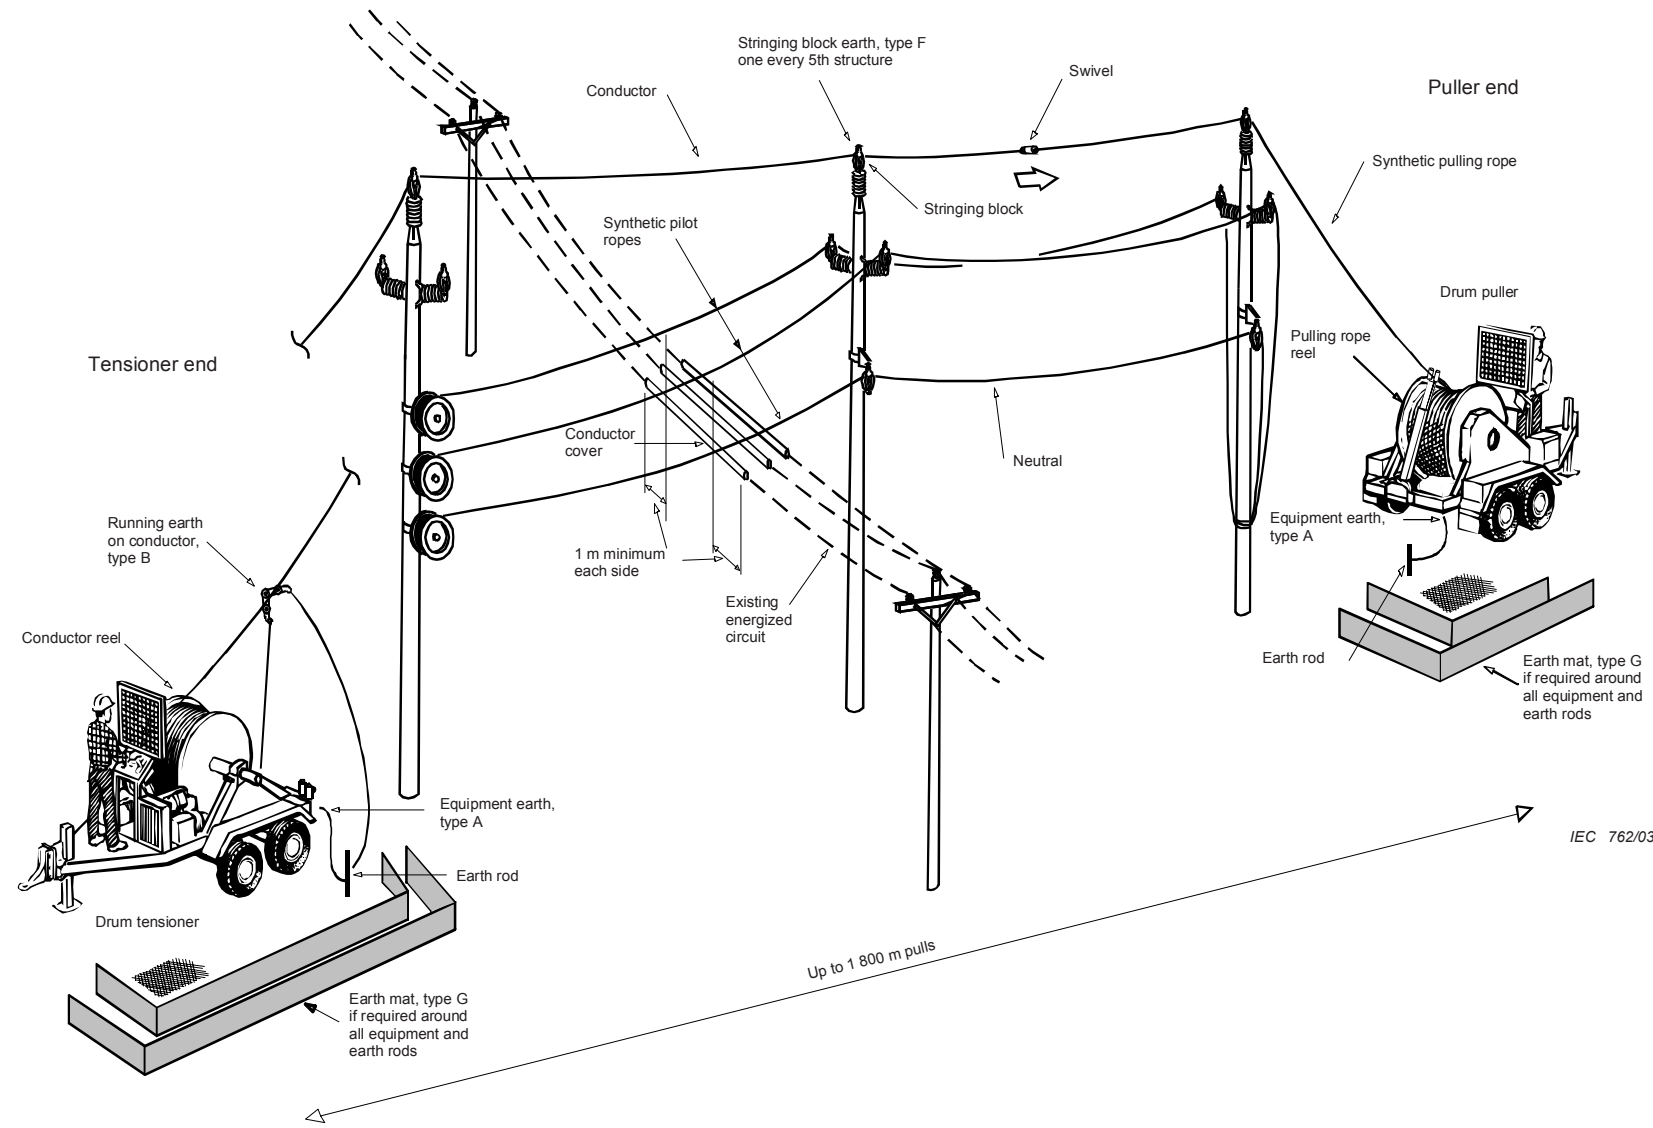 Stringing block earth, type F
one every 5th structure
Swivel
Puller end
Conductor
Synthetic pulling rope
Stringing block
Synthetic pilot
ropes
Drum puller
Pulling rope
reel
Tensioner end
Conductor
cover
Neutral
Running earth
on conductor,
type B
Equipment earth,
type A
1 m minimum
each side
Existing
energized
circuit
Conductor reel
Earth rod
Earth mat, type G
if required around
all equipment and
earth rods
Equipment earth,
type A
IEC 762/03
Earth rod
Drum tensioner
Up to 1 800 m pulls
Earth mat, type G
if required around
all equipment and
earth rods